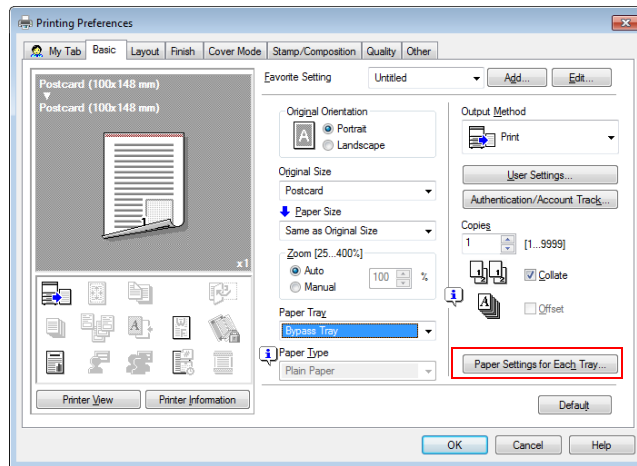 Printing Preferences
My Tab Basic Layout Finish Cover Mode Stamp/Composition Quality Other
Postcard (100x148 mm)
Postcard (100x148 mm)
1
x1
Printer View Printer Information
Favorite Setting Untitled Add... Edit...
Original Orientation
A Portrait
Landscape
Original Size
Postcard
Paper Size
Same as Original Size
Zoom [25...400%]
Auto
Manual
100 %
Paper Tray
Bypass Tray
Paper Type
Plain Paper
Output Method
Print
User Settings...
Authentication/Account Track...
Copies
1 [1...9999]
Collate
Offset
Paper Settings for Each Tray...
Default
OK Cancel Help